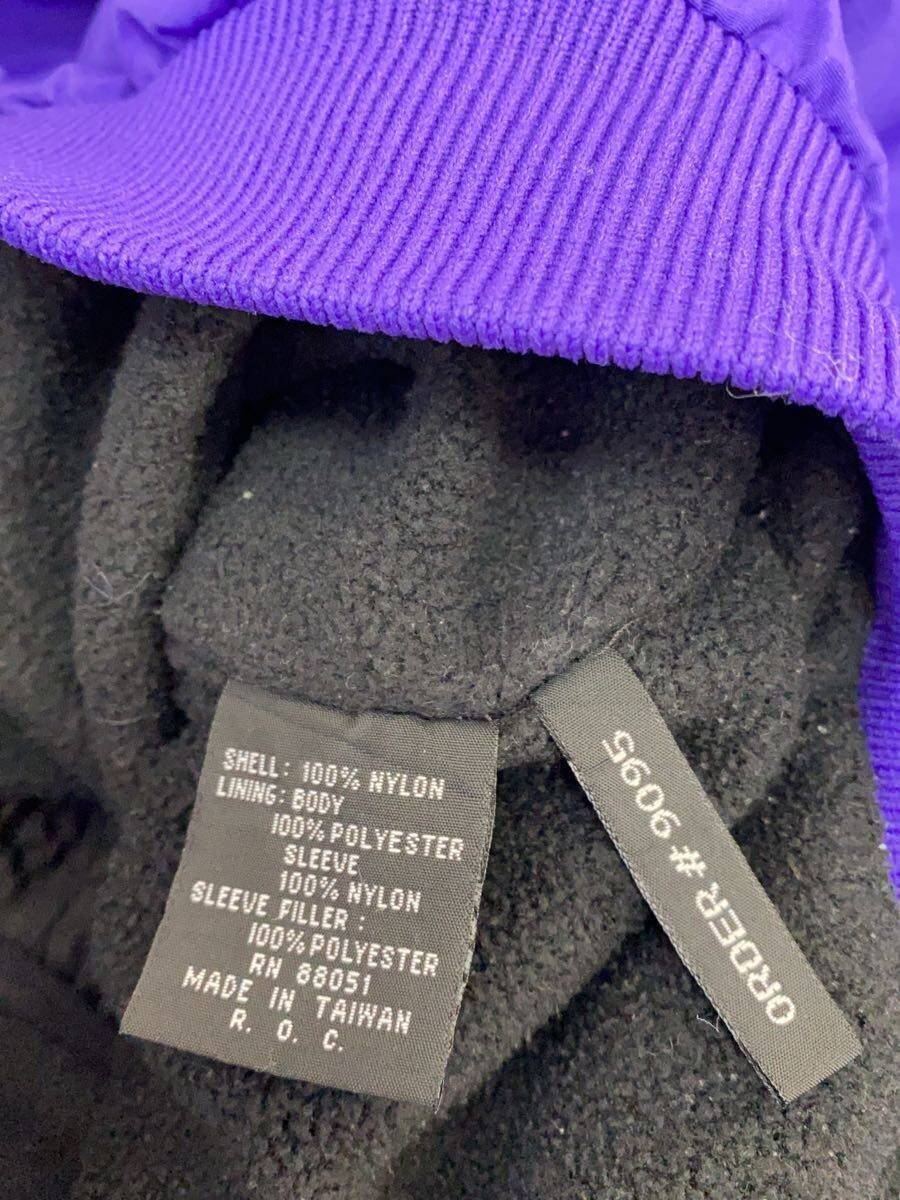 SHELL: 100% NYLON
LINING: BODY
100% POLYESTER
SLEEVE
100% NYLON
SLEEVE FILLER :
100% POLYESTER
RN 88051
MADE IN TAIWAN
R. O. C.
ORDER # 9095